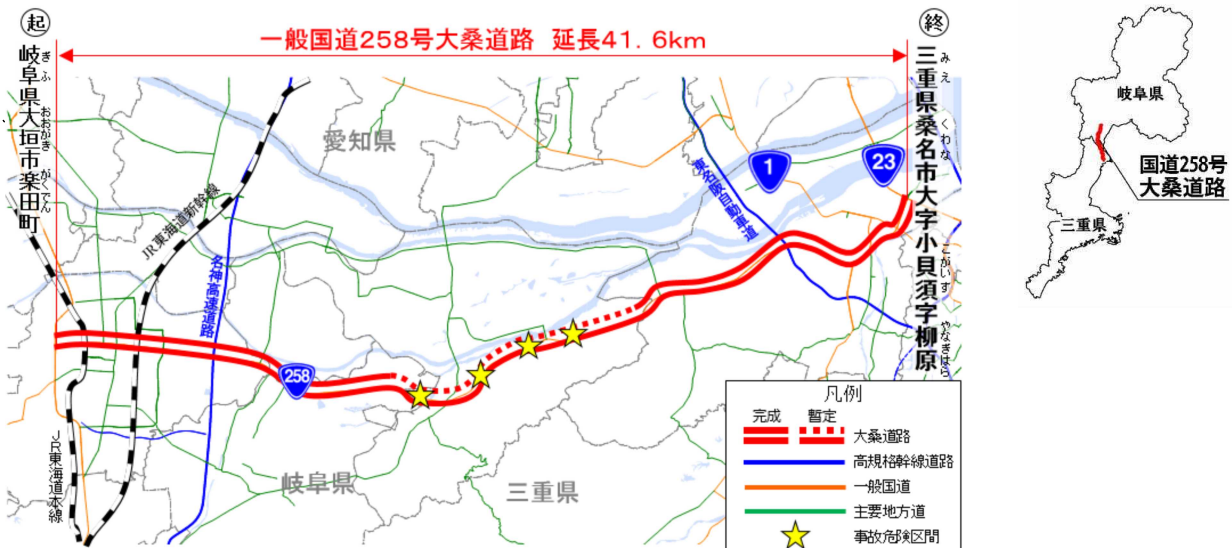 起
一般国道258号大桑道路 延長41.6km
終
岐阜県大垣市楽田町
ぎふ
おおがき
がくでん
三重県桑名市大字小貝須字柳原
みえ
くわな
こがいす
やなぎはら
愛知県
1
23
東名阪自動車道
JR東海道新幹線
名神高速道路
258
JR東海道本線
岐阜県
三重県
凡例
完成 暫定
大桑道路
高規格幹線道路
一般国道
主要地方道
事故危険区間
岐阜県
国道258号
大桑道路
三重県